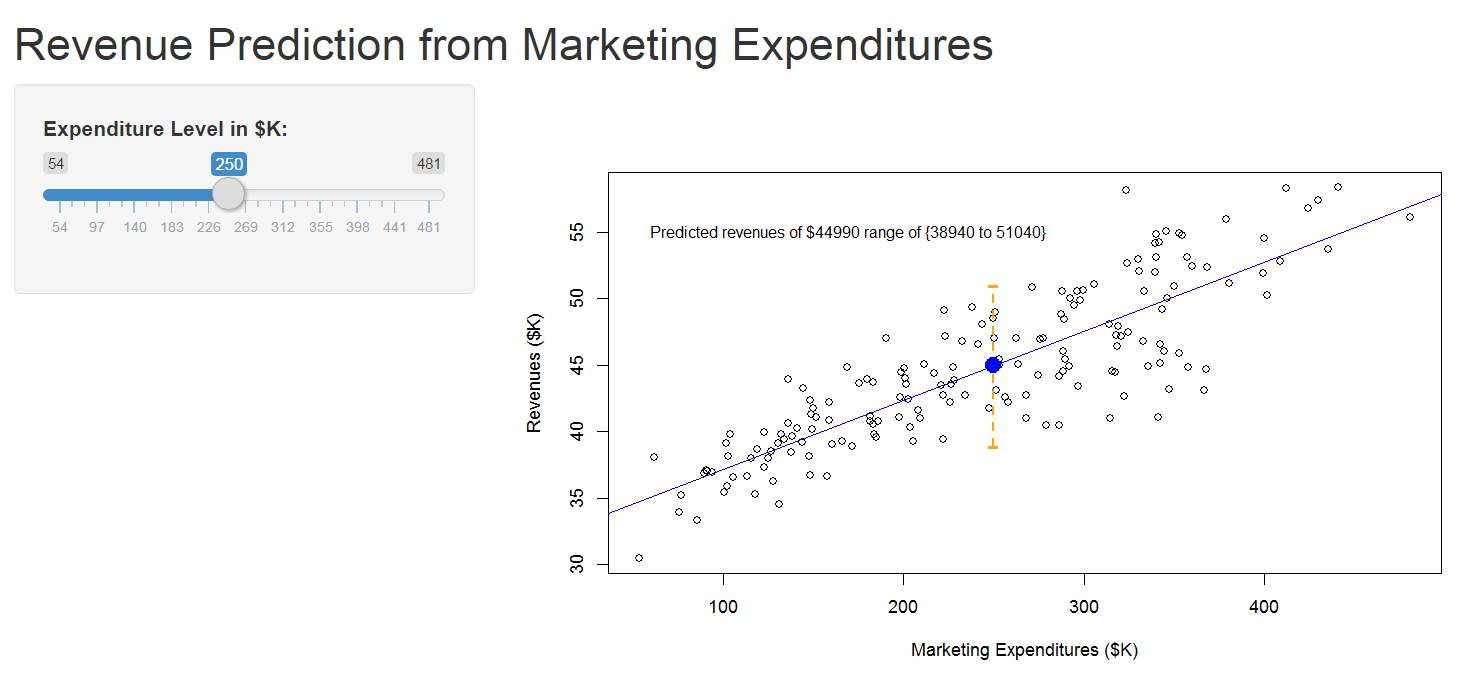 Revenue Prediction from Marketing Expenditures
Expenditure Level in $K:
54 250 481
54 97 140 183 226 269 312 355 398 441 481
Predicted revenues of $44990 range of {38940 to 51040}
Revenues ($K)
55
50
45
40
35
30
100 200 300 400
Marketing Expenditures ($K)